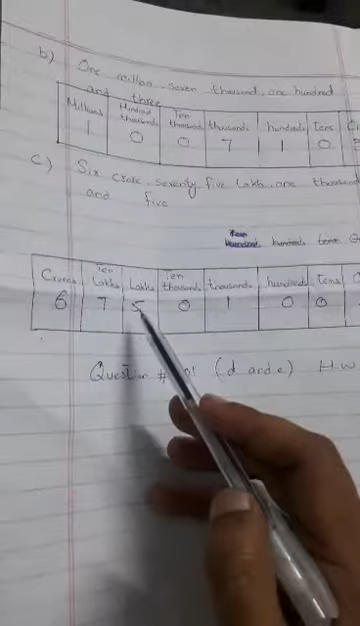 b) One million seven thousand, one hundred
and three
Millions Hundred thousands Ten thousands thousands hundreds Tens
1 0 0 7 1 0
c) Six crore, seventy five Lakh, one thousand
and five
hundreds
Crores Ten Lakhs Lakhs Ten thousands thousands hundreds Tens
6 7 5 0 1 0 0
Question # 01 (d and e) H.W